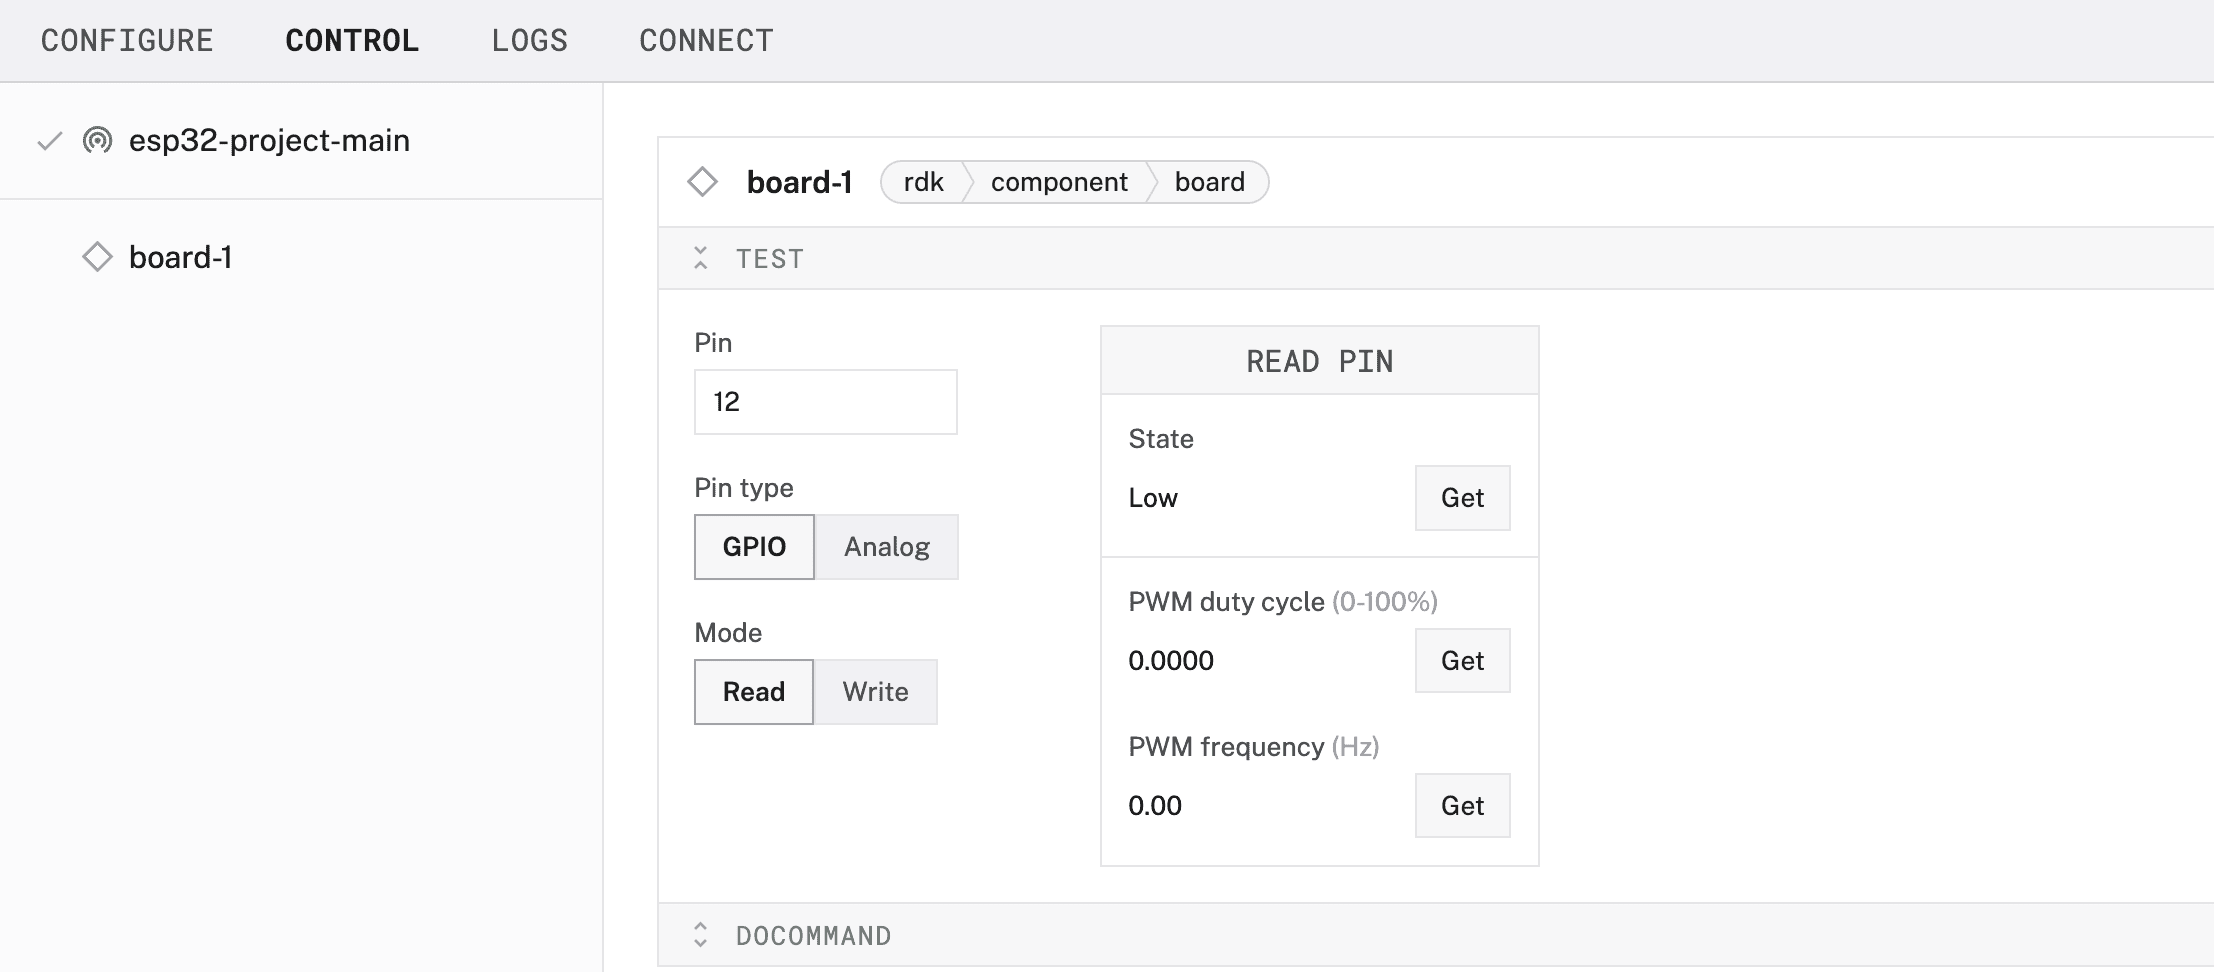 CONFIGURE CONTROL LOGS CONNECT
esp32-project-main
board-1
board-1 rdk component board
TEST
Pin
12
Pin type
GPIO Analog
Mode
Read Write
READ PIN
State
Low Get
PWM duty cycle (0-100%)
0.0000 Get
PWM frequency (Hz)
0.00 Get
DOCOMMAND